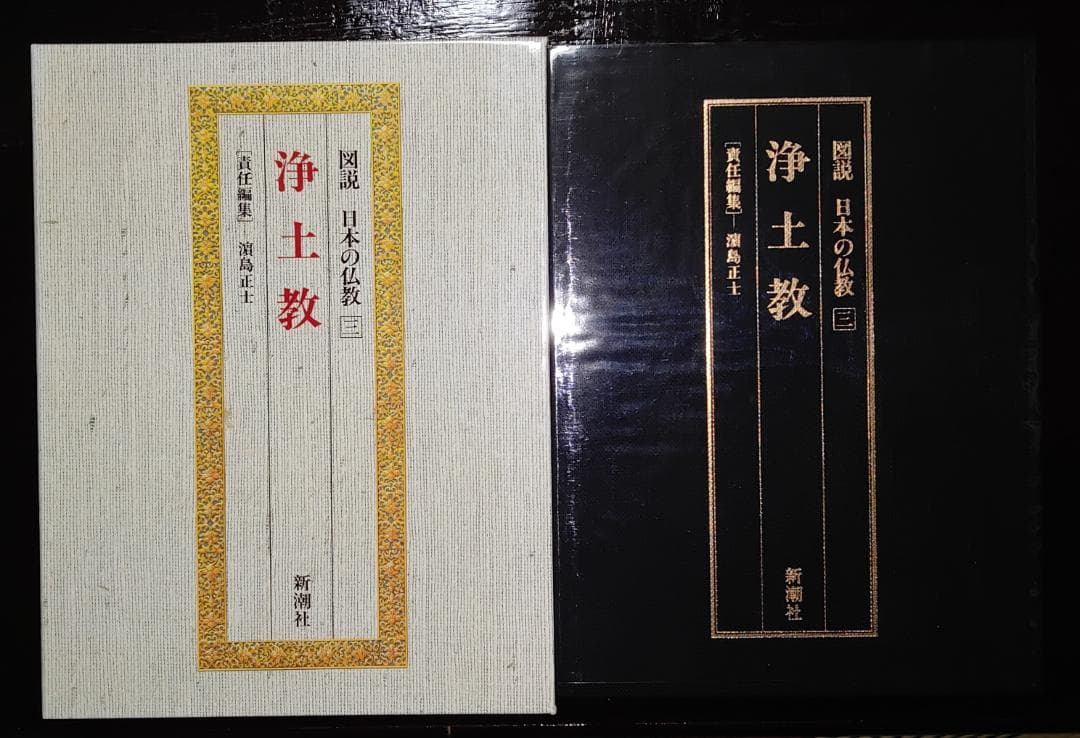 図説 日本の仏教 三
浄土教
[責任編集]―濵島正士
新潮社
図説 日本の仏教 三
浄土教
[責任編集]―濵島正士
新潮社